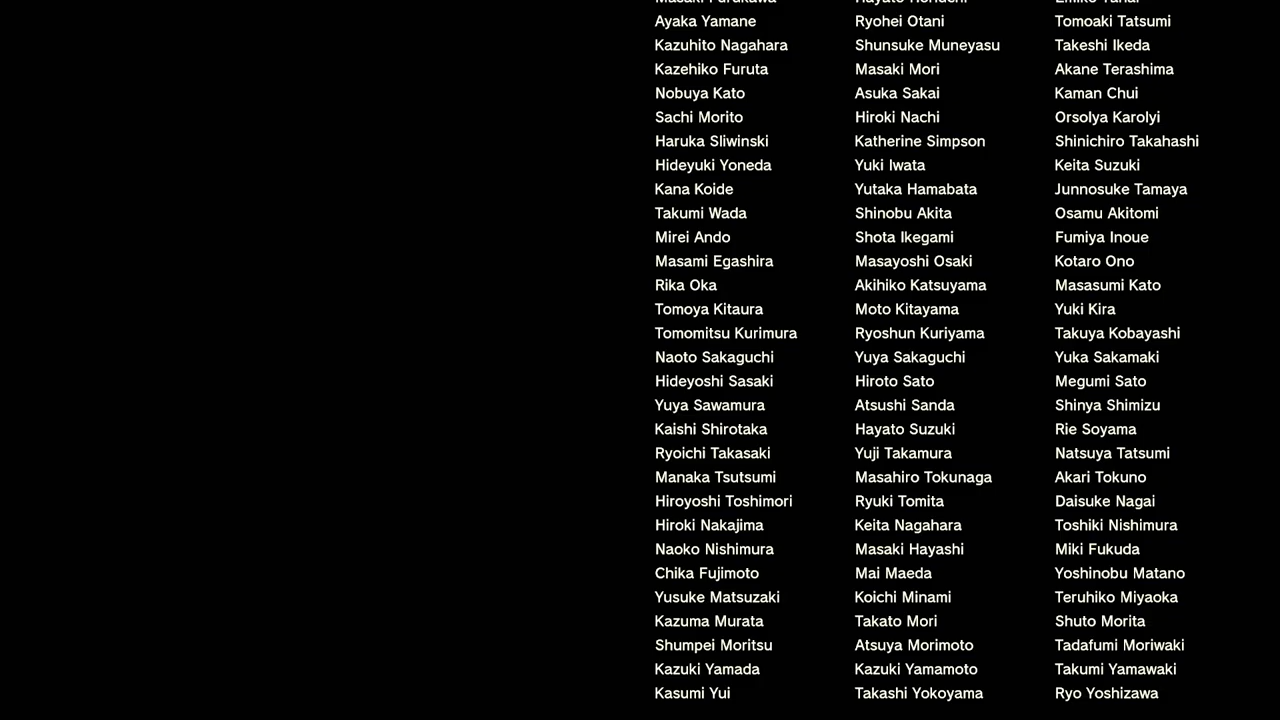 Ayaka Yamane Ryohei Otani Tomoaki Tatsumi
Kazuhito Nagahara Shunsuke Muneyasu Takeshi Ikeda
Kazehiko Furuta Masaki Mori Akane Terashima
Nobuya Kato Asuka Sakai Kaman Chui
Sachi Morito Hiroki Nachi Orsolya Karolyi
Haruka Sliwinski Katherine Simpson Shinichiro Takahashi
Hideyuki Yoneda Yuki Iwata Keita Suzuki
Kana Koide Yutaka Hamabata Junnosuke Tamaya
Takumi Wada Shinobu Akita Osamu Akitomi
Mirei Ando Shota Ikegami Fumiya Inoue
Masami Egashira Masayoshi Osaki Kotaro Ono
Rika Oka Akihiko Katsuyama Masasumi Kato
Tomoya Kitaura Moto Kitayama Yuki Kira
Tomomitsu Kurimura Ryoshun Kuriyama Takuya Kobayashi
Naoto Sakaguchi Yuya Sakaguchi Yuka Sakamaki
Hideyoshi Sasaki Hiroto Sato Megumi Sato
Yuya Sawamura Atsushi Sanda Shinya Shimizu
Kaishi Shirotaka Hayato Suzuki Rie Soyama
Ryoichi Takasaki Yuji Takamura Natsuya Tatsumi
Manaka Tsutsumi Masahiro Tokunaga Akari Tokuno
Hiroyoshi Toshimori Ryuki Tomita Daisuke Nagai
Hiroki Nakajima Keita Nagahara Toshiki Nishimura
Naoko Nishimura Masaki Hayashi Miki Fukuda
Chika Fujimoto Mai Maeda Yoshinobu Matano
Yusuke Matsuzaki Koichi Minami Teruhiko Miyaoka
Kazuma Murata Takato Mori Shuto Morita
Shumpei Moritsu Atsuya Morimoto Tadafumi Moriwaki
Kazuki Yamada Kazuki Yamamoto Takumi Yamawaki
Kasumi Yui Takashi Yokoyama Ryo Yoshizawa